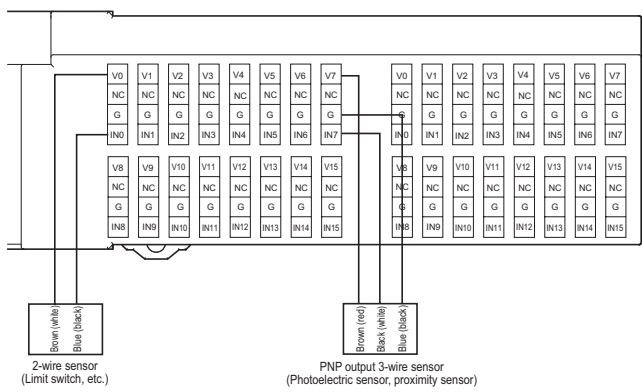 V0 V1 V2 V3 V4 V5 V6 V7 V0 V1 V2 V3 V4 V5 V6 V7
NC NC NC NC NC NC NC NC NC NC NC NC NC NC NC NC
G G G G G G G G G G G G G G G G
IN0 IN1 IN2 IN3 IN4 IN5 IN6 IN7 IN0 IN1 IN2 IN3 IN4 IN5 IN6 IN7
V8 V9 V10 V11 V12 V13 V14 V15 V8 V9 V10 V11 V12 V13 V14 V15
NC NC NC NC NC NC NC NC NC NC NC NC NC NC NC NC
G G G G G G G G G G G G G G G G
IN8 IN9 IN10 IN11 IN12 IN13 IN14 IN15 IN8 IN9 IN10 IN11 IN12 IN13 IN14 IN15
Brown (white)
Blue (black)
Brown (red)
Black (white)
Blue (black)
2-wire sensor
(Limit switch, etc.)
PNP output 3-wire sensor
(Photoelectric sensor, proximity sensor)